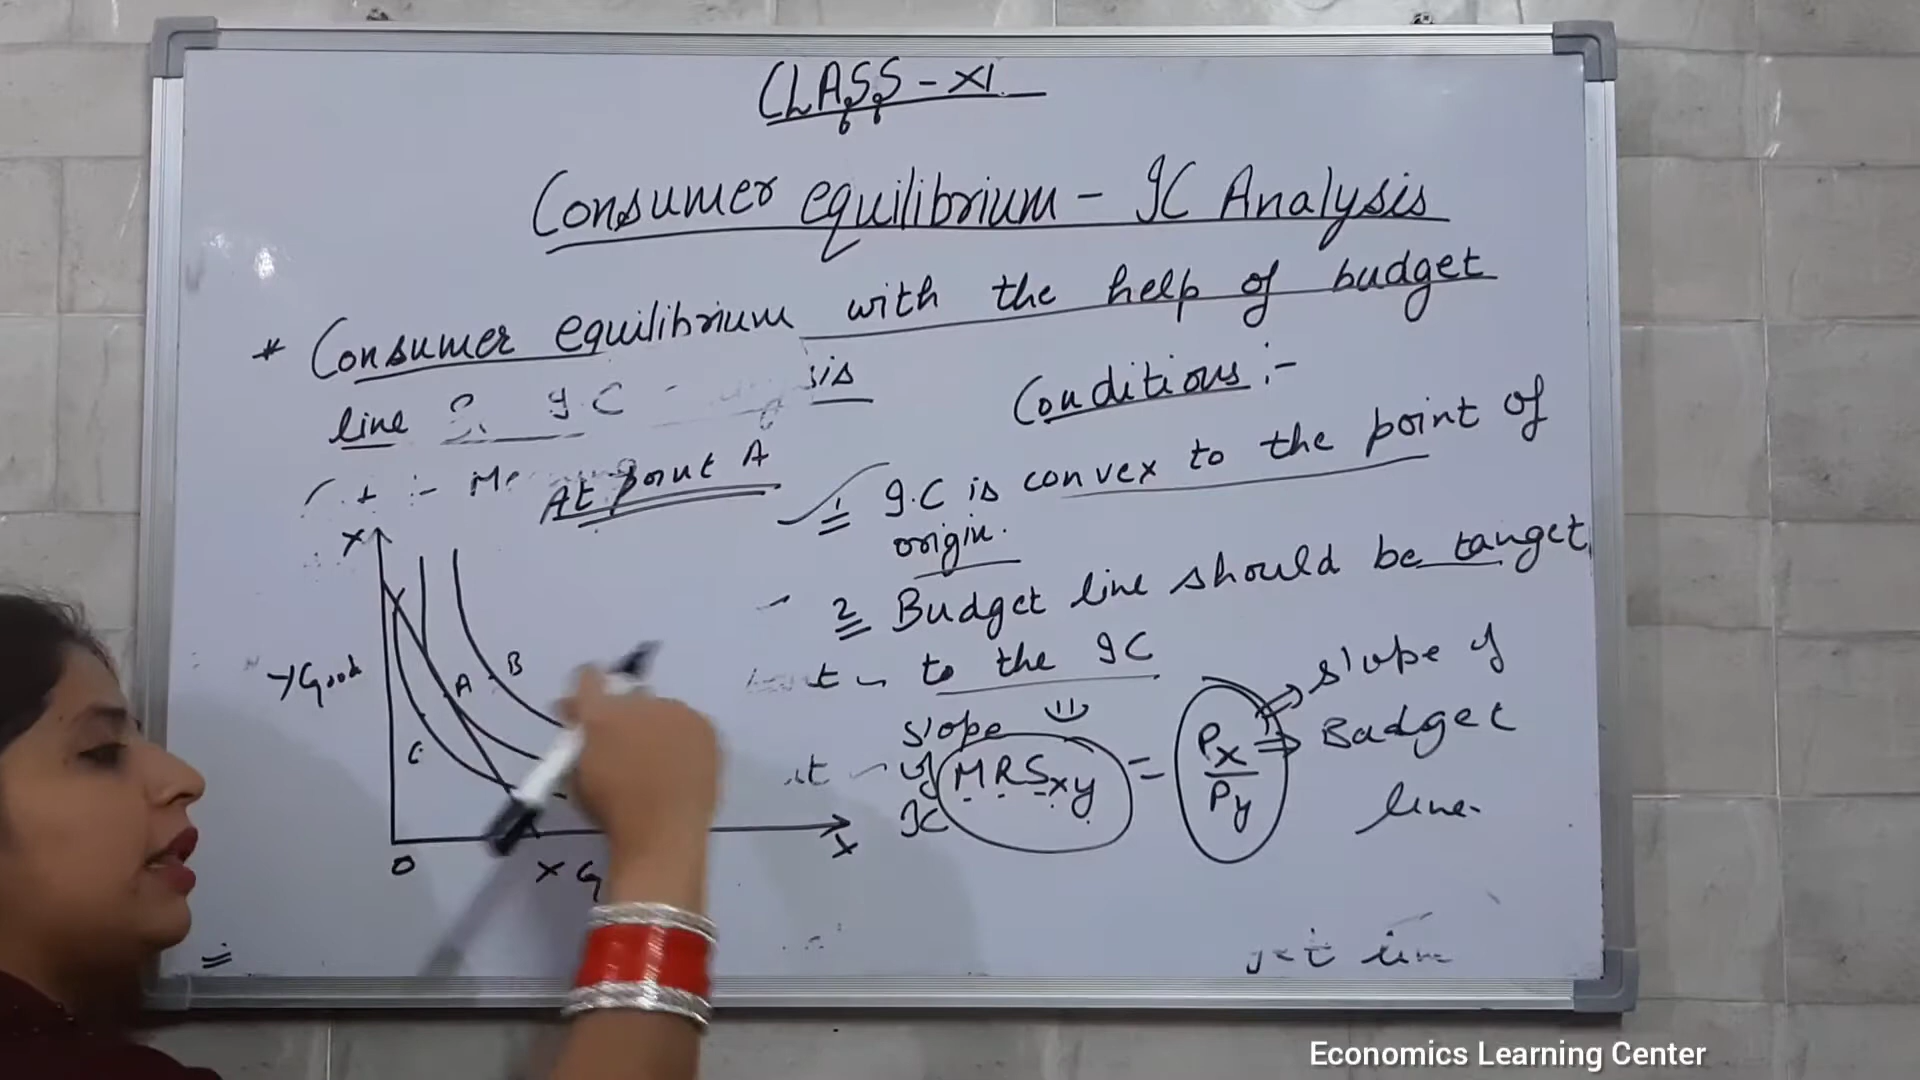 CLASS - XI
Consumer equilibrium - IC Analysis
* Consumer equilibrium with the help of budget
line & IC
At point A
Conditions :-
1 I.C is convex to the point of
origin.
2 Budget line should be tanget
to the IC
slope
of MRSxy = Px/Py ⇒ slope of
IC
Budget
line.
Y Good
A
B
C
O
X
X G
line
Economics Learning Center